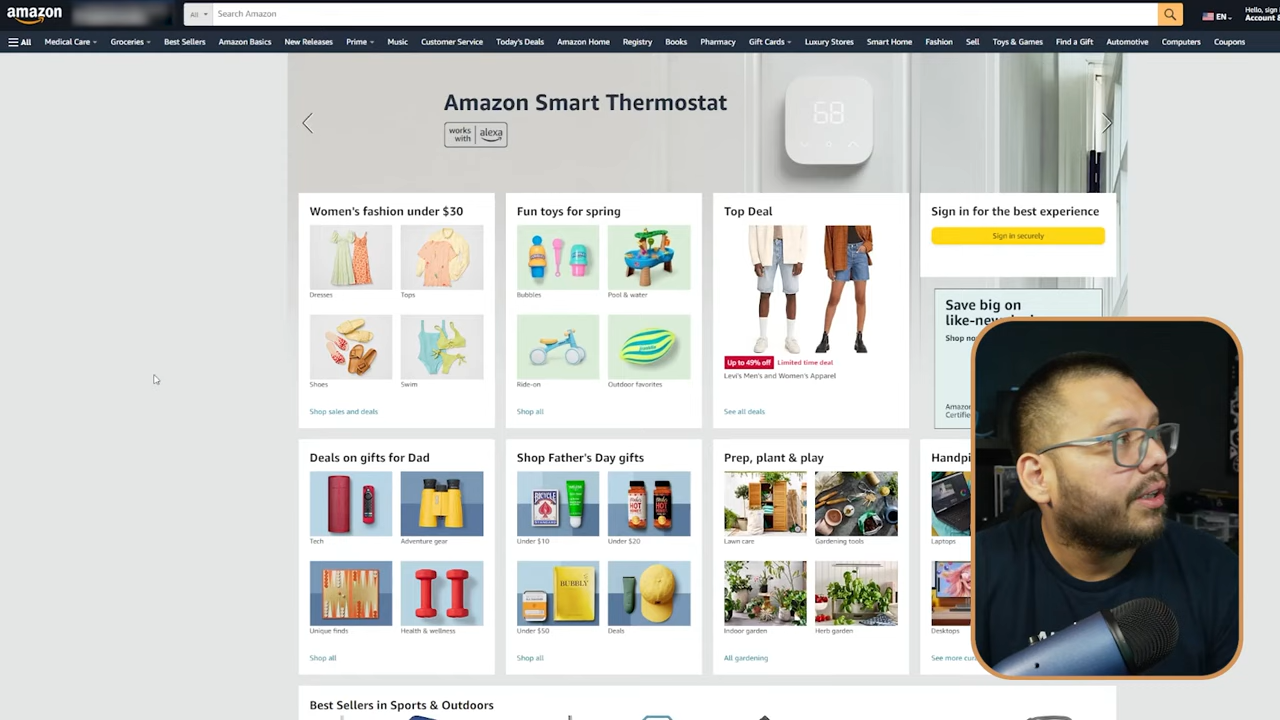 amazon
All
Search Amazon
EN
Hello, sign
Account &
All
Medical Care
Groceries
Best Sellers
Amazon Basics
New Releases
Prime
Music
Customer Service
Today's Deals
Amazon Home
Registry
Books
Pharmacy
Gift Cards
Luxury Stores
Smart Home
Fashion
Sell
Toys & Games
Find a Gift
Automotive
Computers
Coupons
Amazon Smart Thermostat
works with alexa
68
Women's fashion under $30
Dresses
Tops
Shoes
Swim
Shop sales and deals
Fun toys for spring
Bubbles
Pool & water
Ride-on
Outdoor favorites
Shop all
Top Deal
Up to 49% off
Limited time deal
Levi's Men's and Women's Apparel
See all deals
Sign in for the best experience
Sign in securely
Save big on
like-new
Shop no
Amazon
Certifie
Deals on gifts for Dad
Tech
Adventure gear
Unique finds
Health & wellness
Shop all
Shop Father's Day gifts
BICYCLE
Under $10
Under $20
BUBBLY
Under $50
Deals
Shop all
Prep, plant & play
Lawn care
Gardening tools
Indoor garden
Herb garden
All gardening
Handpi
Laptops
Desktops
See more
Best Sellers in Sports & Outdoors